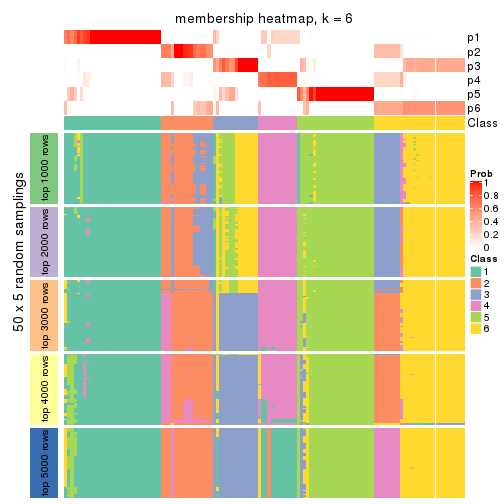 membership heatmap, k = 6
p1
p2
p3
p4
p5
p6
Class
50 x 5 random samplings
top 1000 rows
top 2000 rows
top 3000 rows
top 4000 rows
top 5000 rows
Prob
1
0.8
0.6
0.4
0.2
0
Class
1
2
3
4
5
6